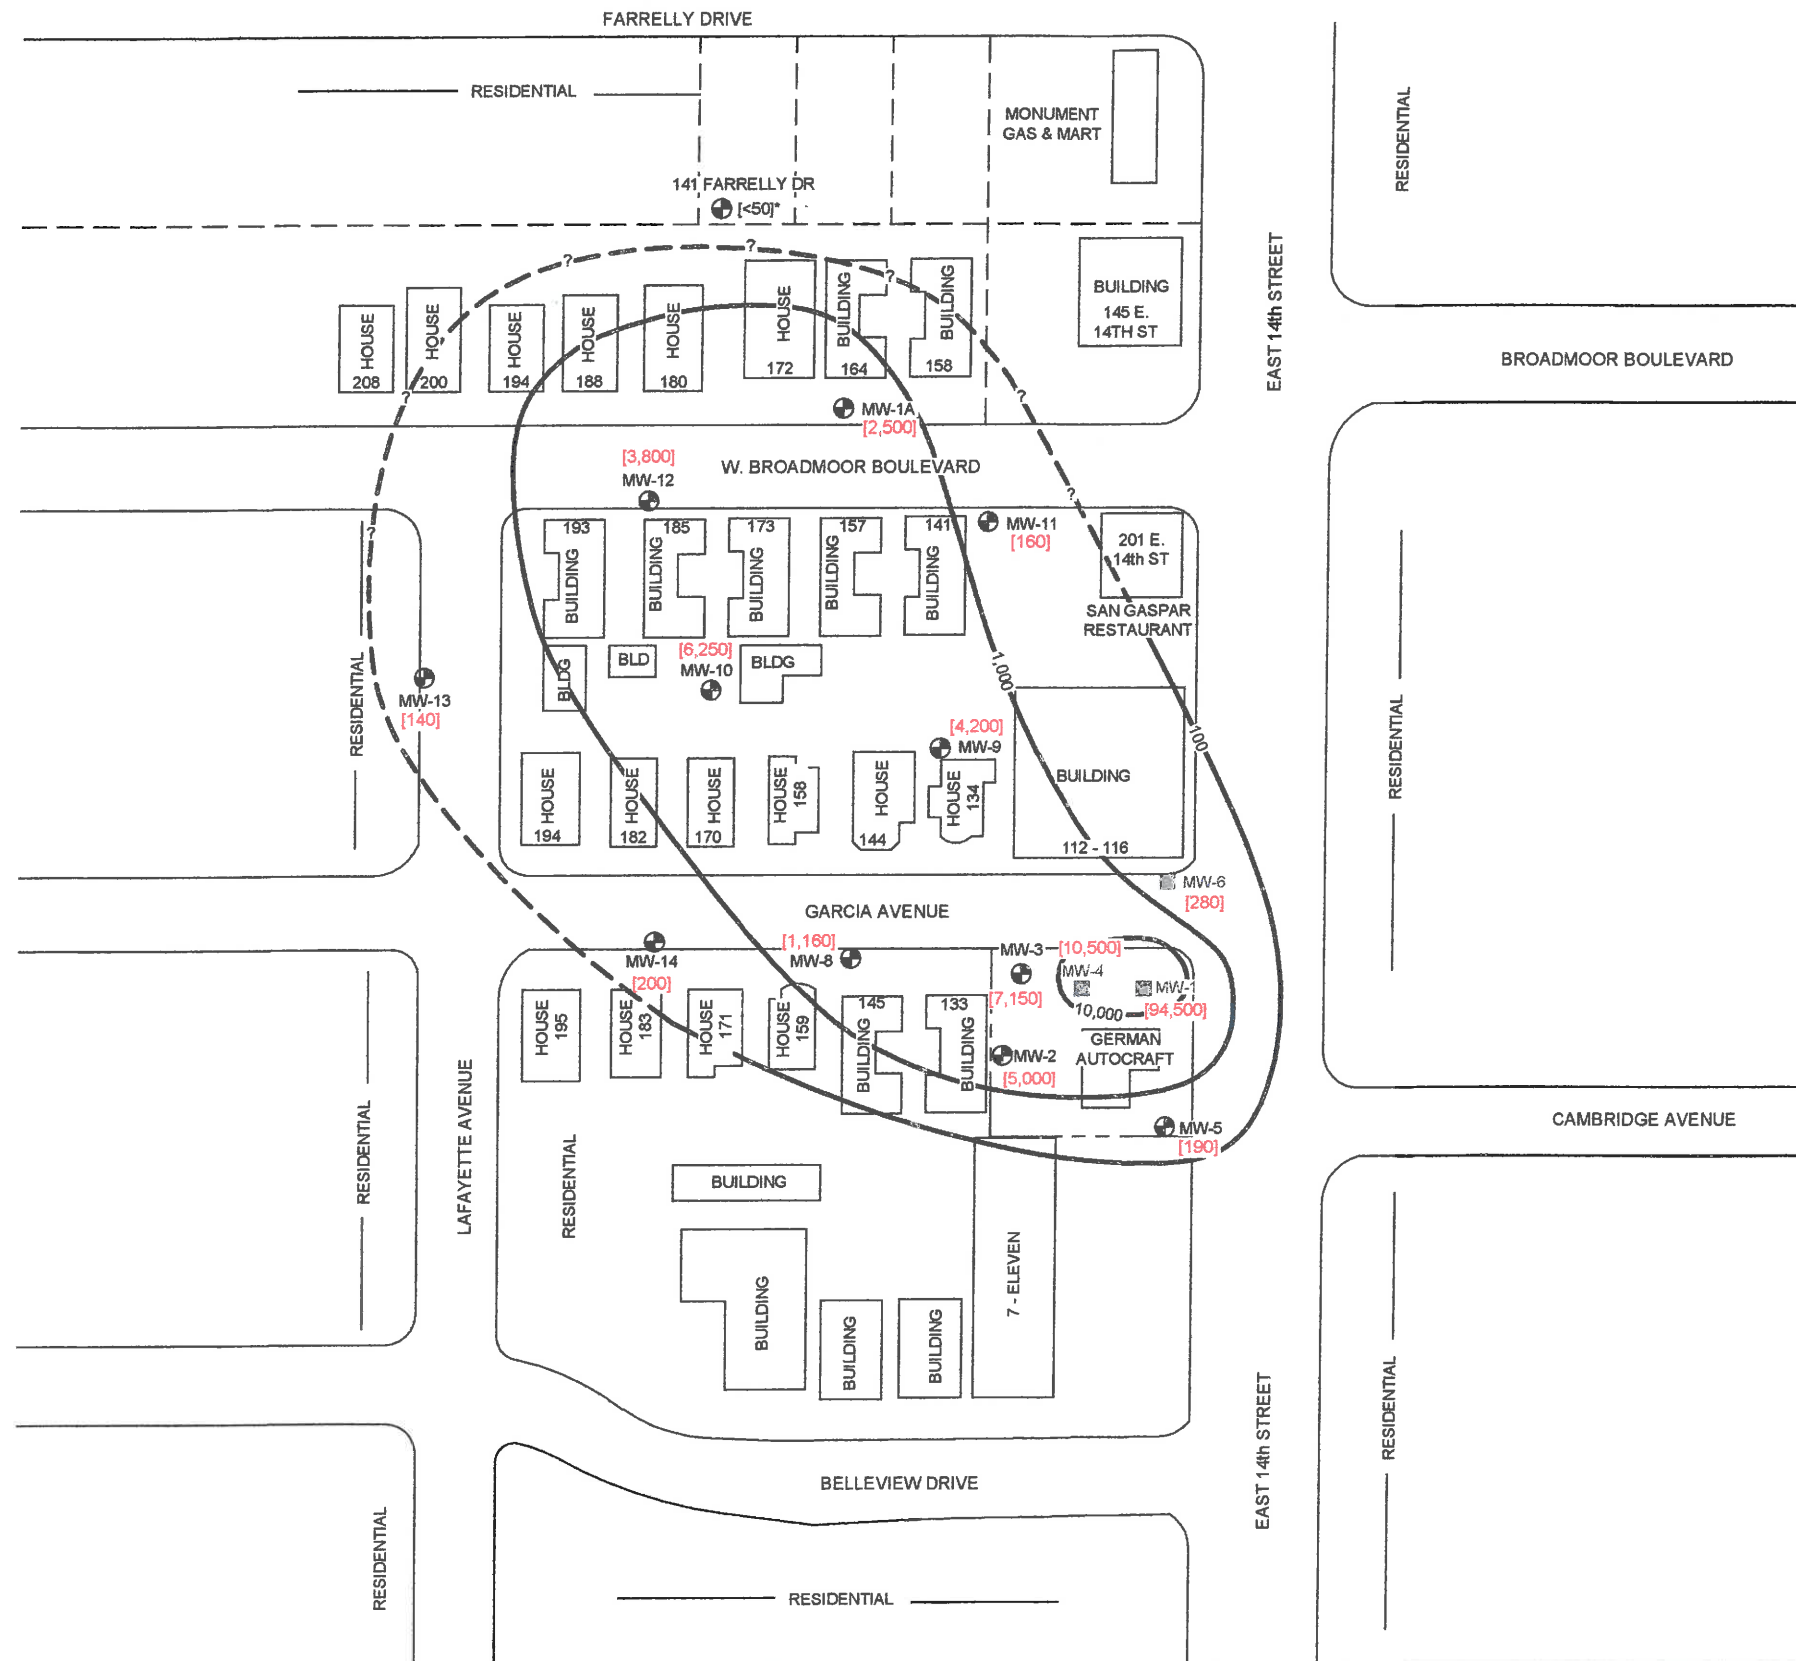 FARRELLY DRIVE
RESIDENTIAL
MONUMENT
GAS & MART
RESIDENTIAL
141 FARRELLY DR
[<50]*
?
?
?
EAST 14th STREET
BUILDING
145 E.
14TH ST
BROADMOOR BOULEVARD
HOUSE
208
HOUSE
200
HOUSE
194
HOUSE
188
HOUSE
180
HOUSE
172
BUILDING
164
BUILDING
158
?
?
MW-1A
[2,500]
[3,800]
MW-12
W. BROADMOOR BOULEVARD
?
?
193
BUILDING
185
BUILDING
173
BUILDING
157
BUILDING
141
BUILDING
MW-11
[160]
201 E.
14th ST
SAN GASPAR
RESTAURANT
1,000
100
RESIDENTIAL
MW-13
[140]
BLDG
BLD
[6,250]
MW-10
BLDG
[4,200]
MW-9
RESIDENTIAL
BUILDING
112 - 116
HOUSE
194
HOUSE
182
HOUSE
170
HOUSE
158
HOUSE
144
HOUSE
134
MW-6
[280]
GARCIA AVENUE
MW-14
[200]
[1,160]
MW-8
MW-3
[10,500]
MW-4
[7,150]
MW-1
[94,500]
10,000
HOUSE
195
HOUSE
183
HOUSE
171
HOUSE
159
145
BUILDING
133
BUILDING
MW-2
[5,000]
GERMAN
AUTOCRAFT
MW-5
[190]
CAMBRIDGE AVENUE
RESIDENTIAL
LAFAYETTE AVENUE
RESIDENTIAL
BUILDING
BUILDING
BUILDING
BUILDING
7 - ELEVEN
EAST 14th STREET
RESIDENTIAL
BELLEVIEW DRIVE
RESIDENTIAL
RESIDENTIAL